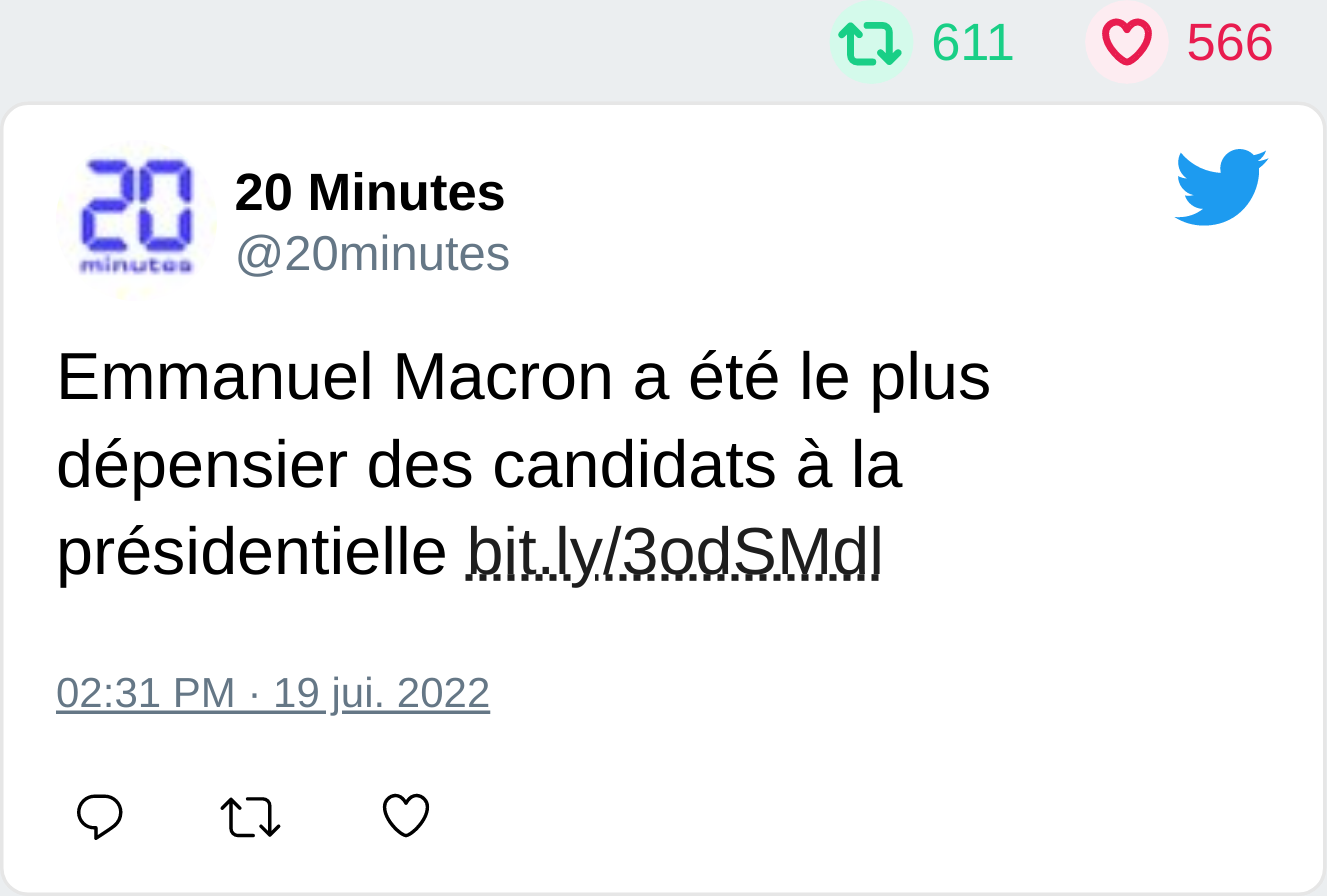 611 566
20
minutes
20 Minutes
@20minutes
Emmanuel Macron a été le plus
dépensier des candidats à la
présidentielle bit.ly/3odSMdl
02:31 PM · 19 jui. 2022